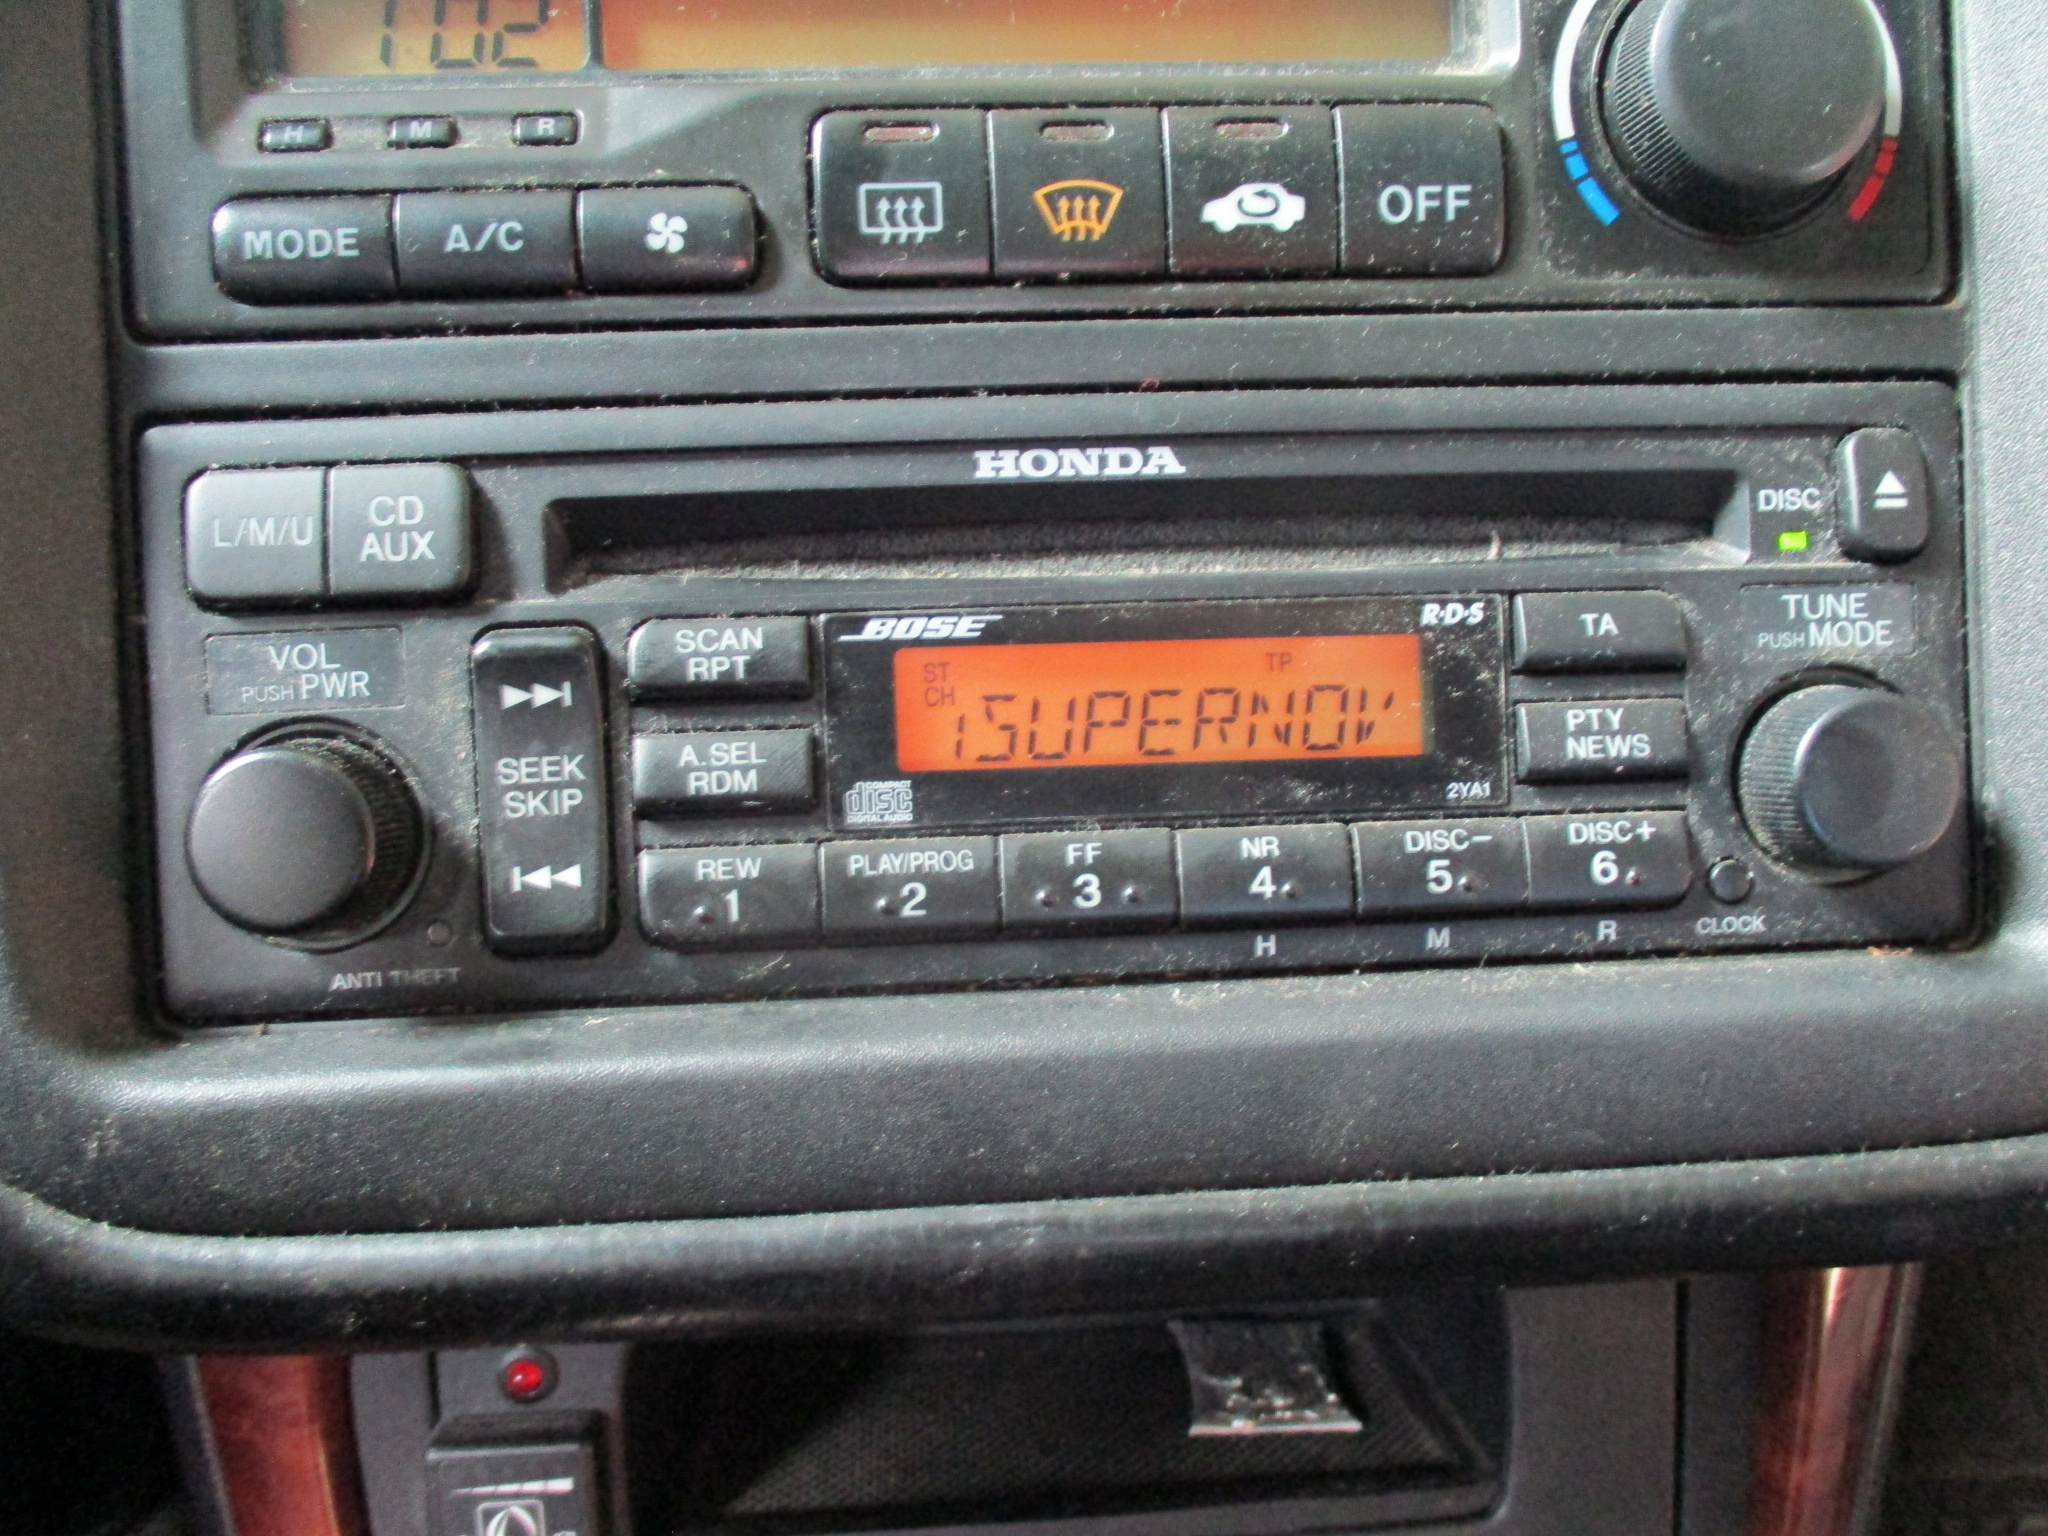 1:02
H M R
MODE A/C OFF
HONDA
L/M/U
CD
AUX
DISC
VOL
PUSH PWR
SEEK
SKIP
SCAN
RPT
A.SEL
RDM
BOSE
R·D·S
ST
CH
TP
1SUPERNOV
COMPACT
disc
DIGITAL AUDIO
2YA1
TA
PTY
NEWS
TUNE
PUSH MODE
REW
1
PLAY/PROG
2
FF
3
NR
4
DISC−
5
DISC+
6
H M R
CLOCK
ANTI THEFT